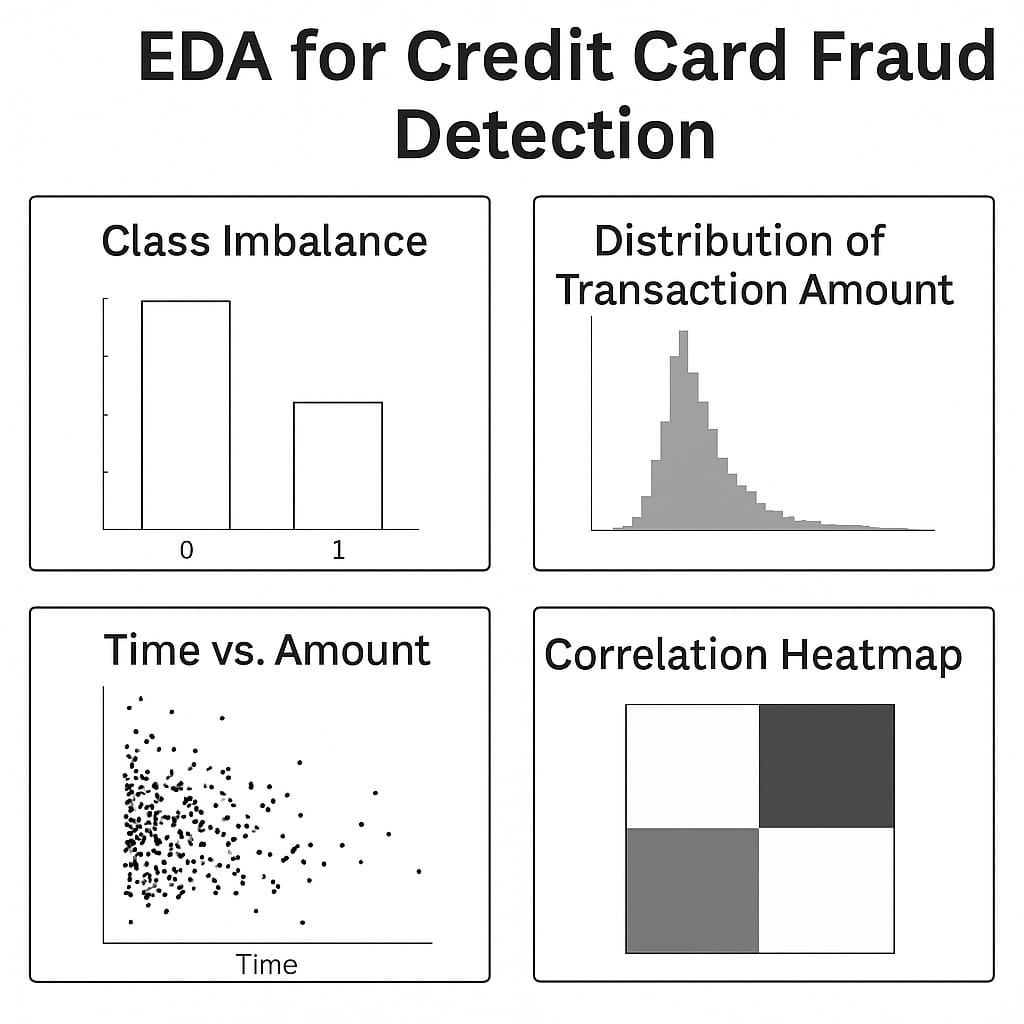 EDA for Credit Card Fraud
Detection
Class Imbalance
0
1
Distribution of
Transaction Amount
Time vs. Amount
Time
Correlation Heatmap